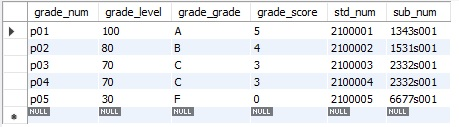 grade_num grade_level grade_grade grade_score std_num sub_num
p01 100 A 5 2100001 1343s001
p02 80 B 4 2100002 1531s001
p03 70 C 3 2100003 2332s001
p04 70 C 3 2100004 2332s001
p05 30 F 0 2100005 6677s001
NULL NULL NULL NULL NULL NULL